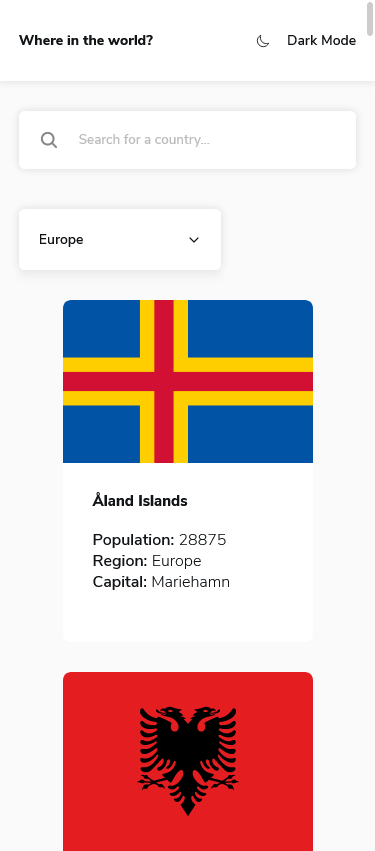 Where in the world?
Dark Mode
Search for a country...
Europe
Åland Islands
Population: 28875
Region: Europe
Capital: Mariehamn